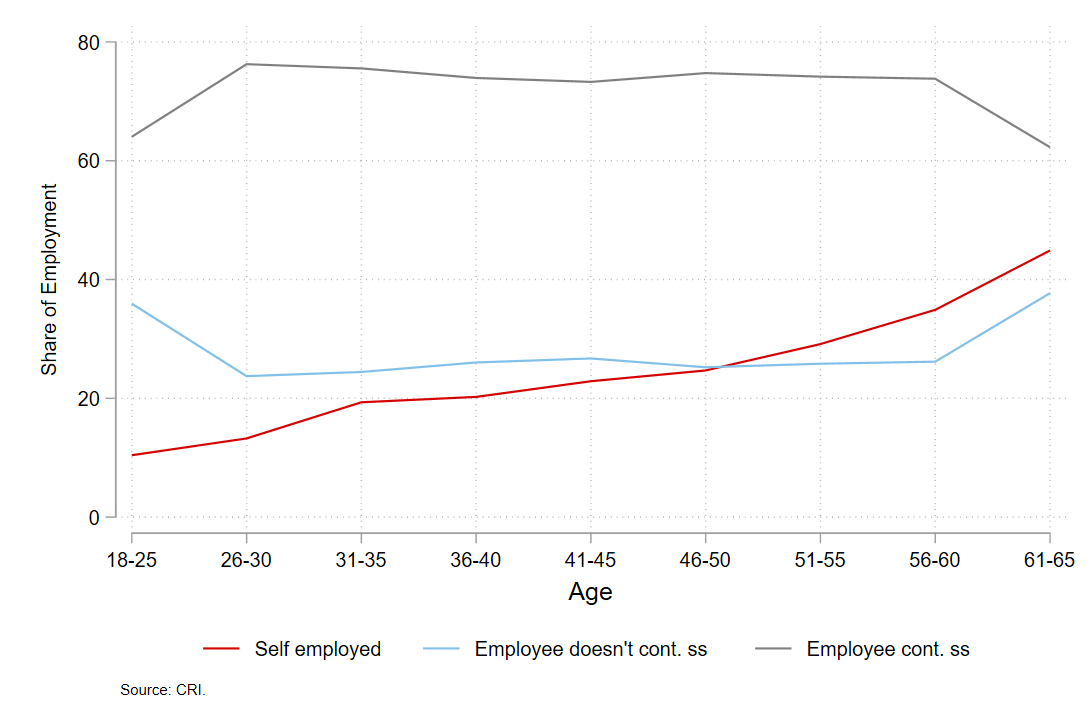 80
60
40
20
0
Share of Employment
18-25 26-30 31-35 36-40 41-45 46-50 51-55 56-60 61-65
Age
Self employed Employee doesn't cont. ss Employee cont. ss
Source: CRI.